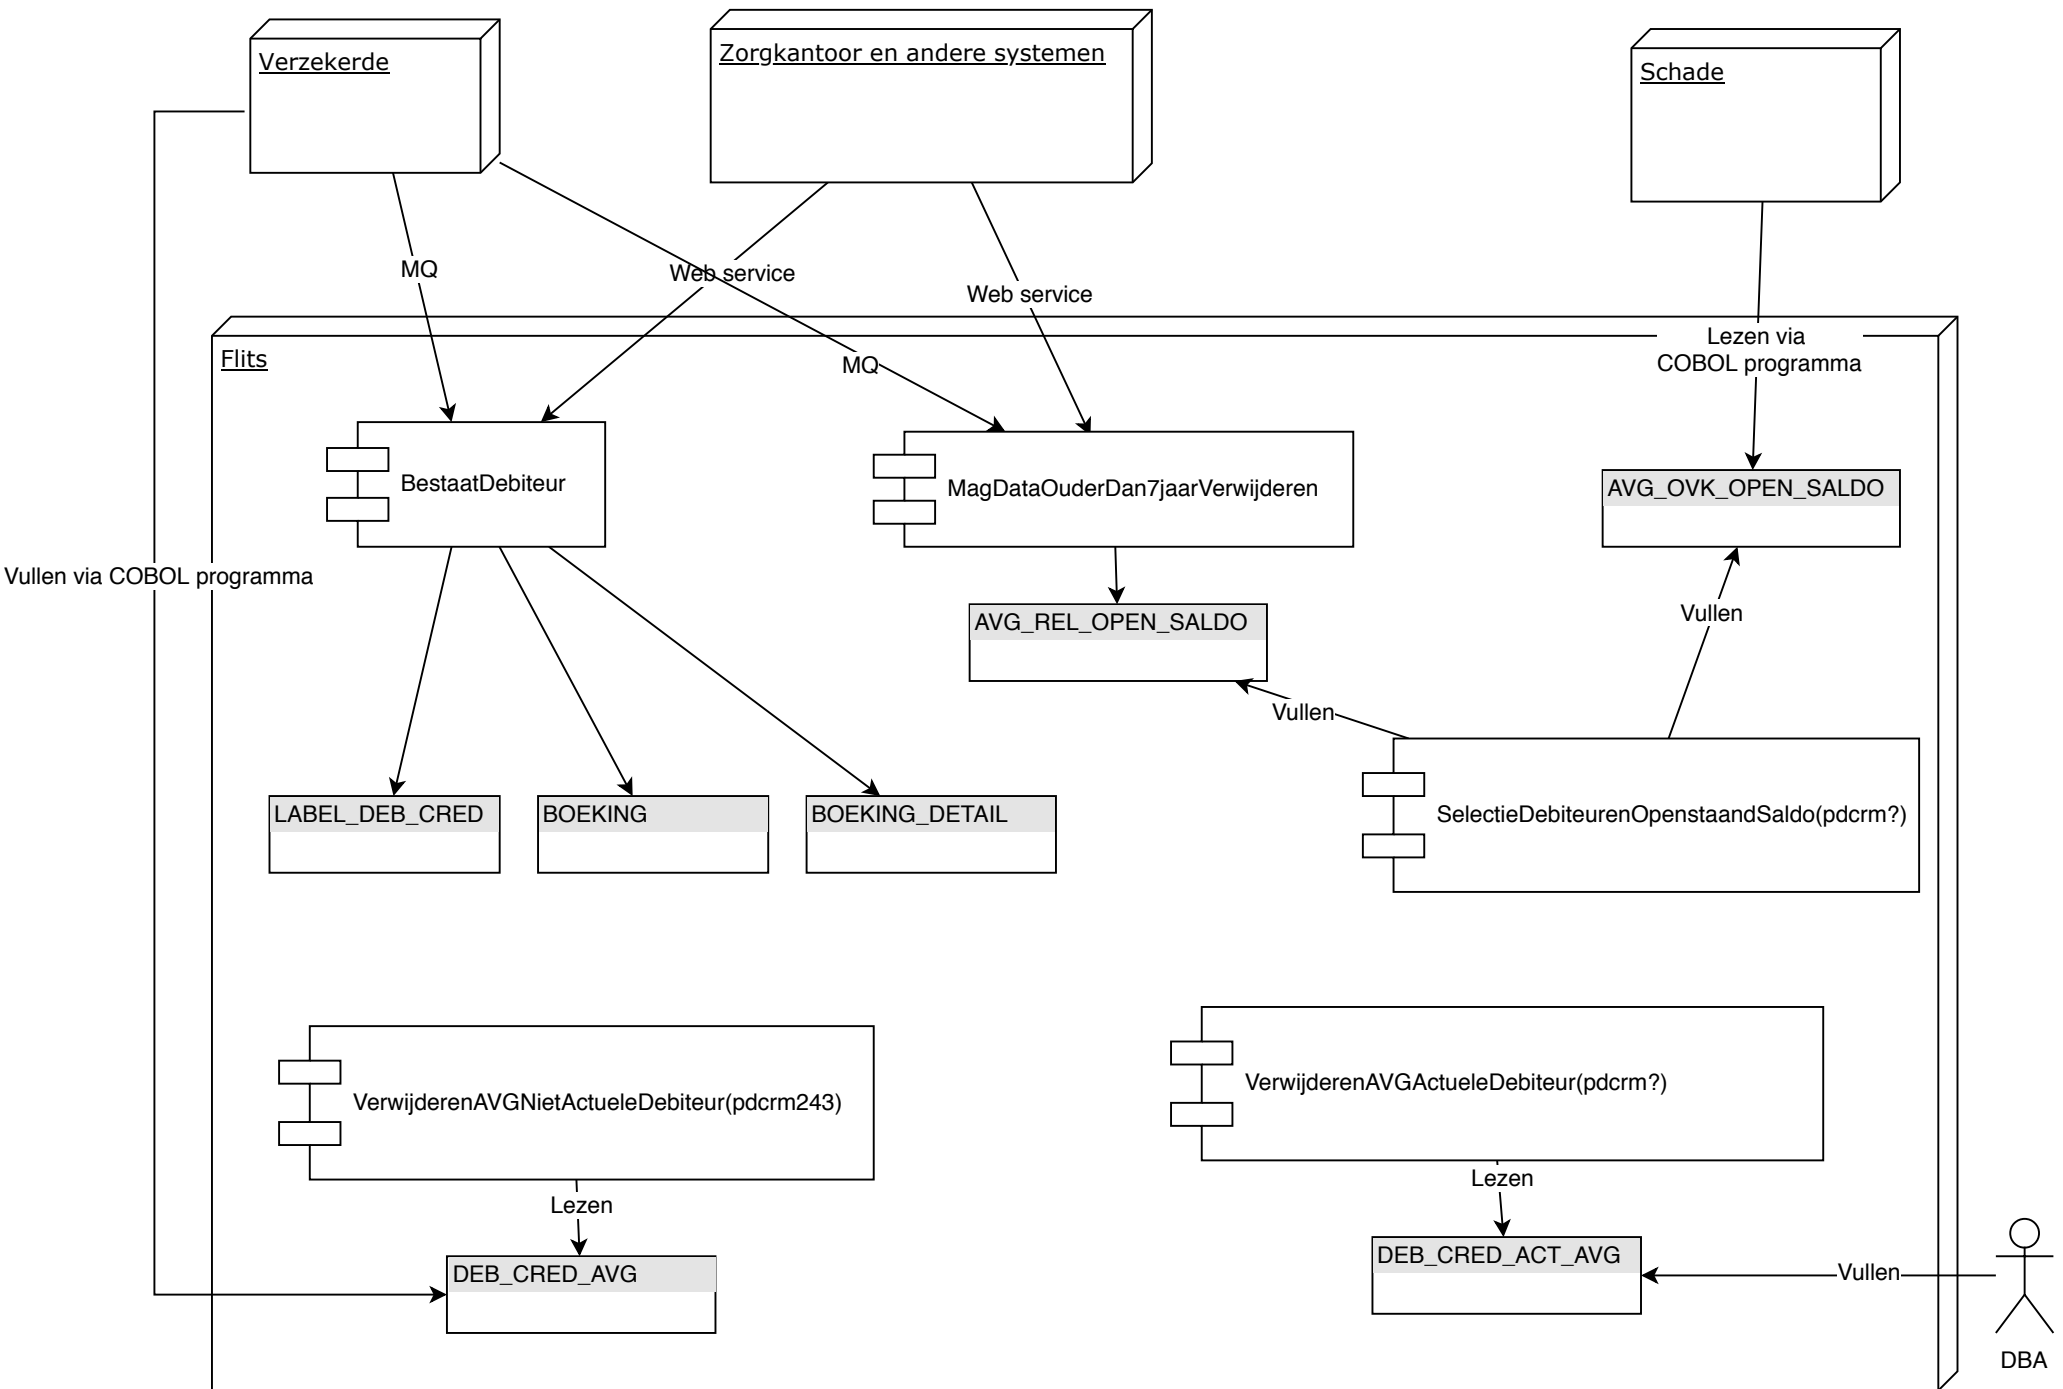 Verzekerde
Zorgkantoor en andere systemen
Schade
MQ
Web service
Web service
Lezen via
COBOL programma
Flits
MQ
BestaatDebiteur
MagDataOuderDan7jaarVerwijderen
AVG_OVK_OPEN_SALDO
Vullen via COBOL programma
Vullen
AVG_REL_OPEN_SALDO
Vullen
LABEL_DEB_CRED
BOEKING
BOEKING_DETAIL
SelectieDebiteurenOpenstaandSaldo(pdcrm?)
VerwijderenAVGNietActueleDebiteur(pdcrm243)
VerwijderenAVGActueleDebiteur(pdcrm?)
Lezen
Lezen
DEB_CRED_AVG
DEB_CRED_ACT_AVG
Vullen
DBA